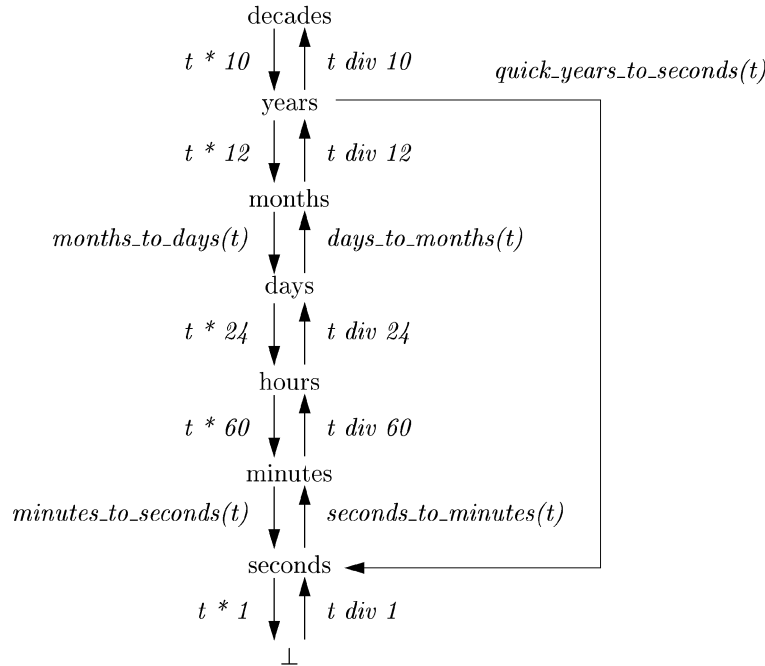 decades
t * 10 t div 10
quick_years_to_seconds(t)
years
t * 12 t div 12
months
months_to_days(t) days_to_months(t)
days
t * 24 t div 24
hours
t * 60 t div 60
minutes
minutes_to_seconds(t) seconds_to_minutes(t)
seconds
t * 1 t div 1
⊥